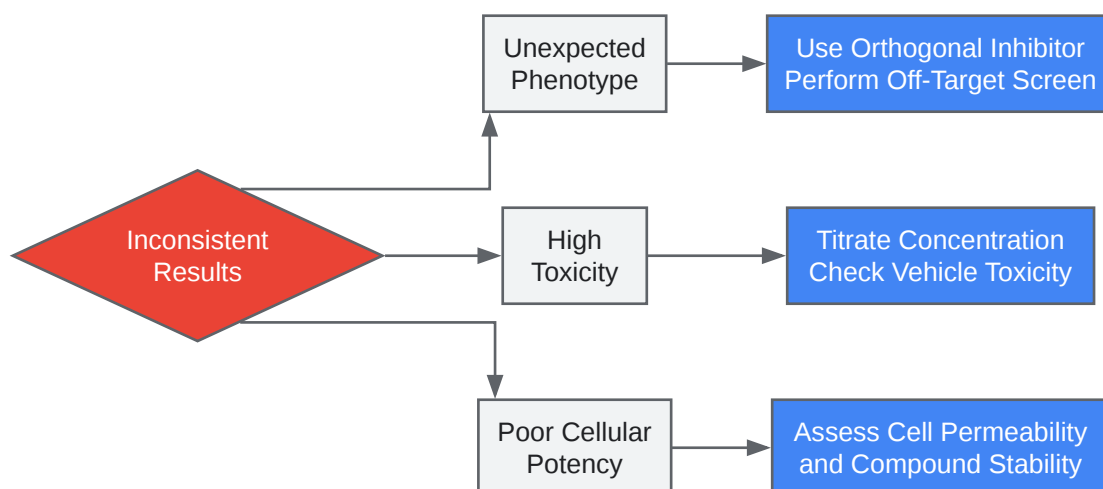 Unexpected
Phenotype
Use Orthogonal Inhibitor
Perform Off-Target Screen
Inconsistent
Results
High
Toxicity
Titrate Concentration
Check Vehicle Toxicity
Poor Cellular
Potency
Assess Cell Permeability
and Compound Stability